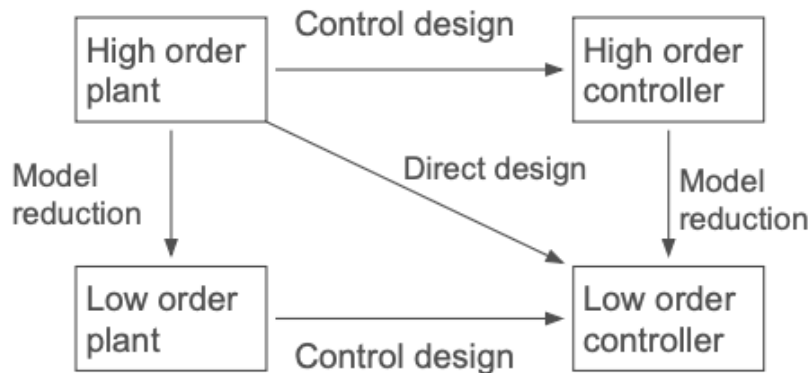 Control design
High order
plant
High order
controller
Model
reduction
Direct design
Model
reduction
Low order
plant
Low order
controller
Control design